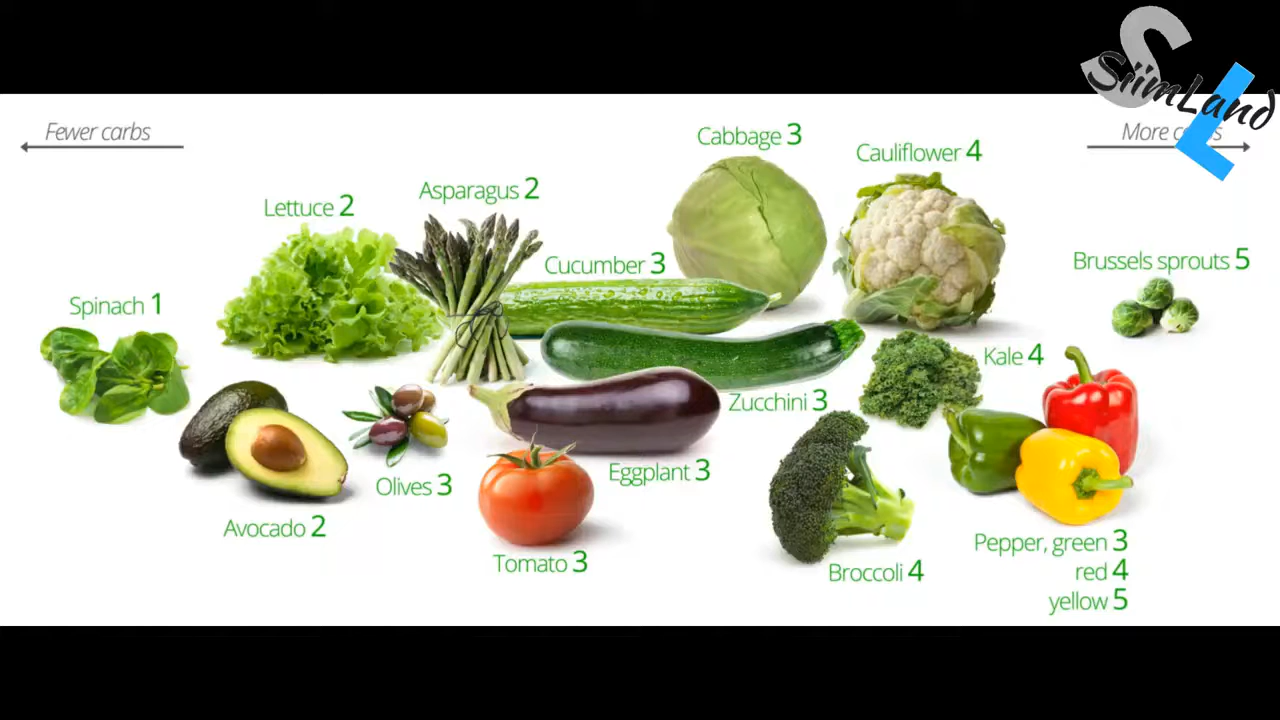 SiimLand
Fewer carbs
More carbs
Cabbage 3
Cauliflower 4
Asparagus 2
Lettuce 2
Cucumber 3
Brussels sprouts 5
Spinach 1
Kale 4
Zucchini 3
Eggplant 3
Olives 3
Avocado 2
Tomato 3
Broccoli 4
Pepper, green 3
red 4
yellow 5